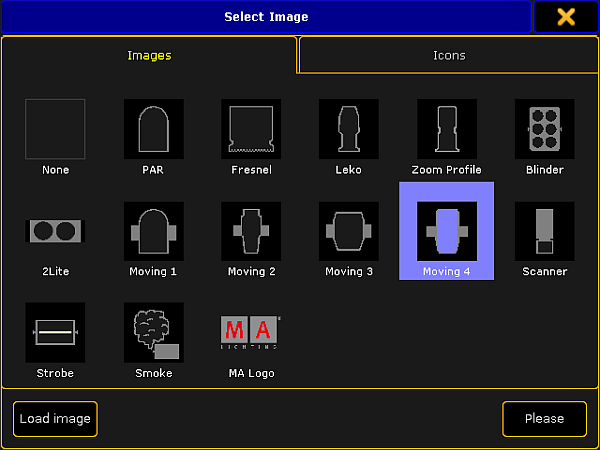 Select Image
Images Icons
None PAR Fresnel Leko Zoom Profile Blinder
2Lite Moving 1 Moving 2 Moving 3 Moving 4 Scanner
MA
LIGHTING
Strobe Smoke MA Logo
Load image Please